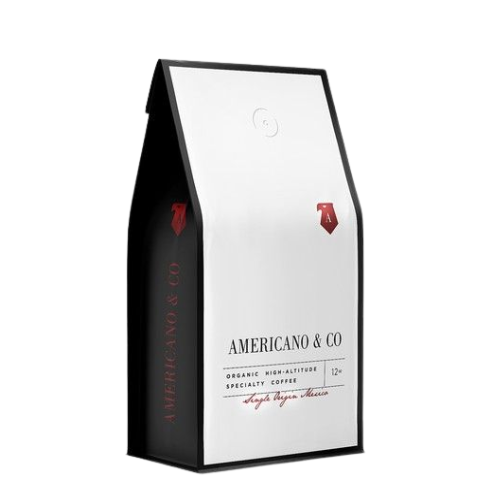 A
AMERICANO & CO
ORGANIC HIGH-ALTITUDE
SPECIALTY COFFEE
12oz
Single Origin Mexico
AMERICANO & CO